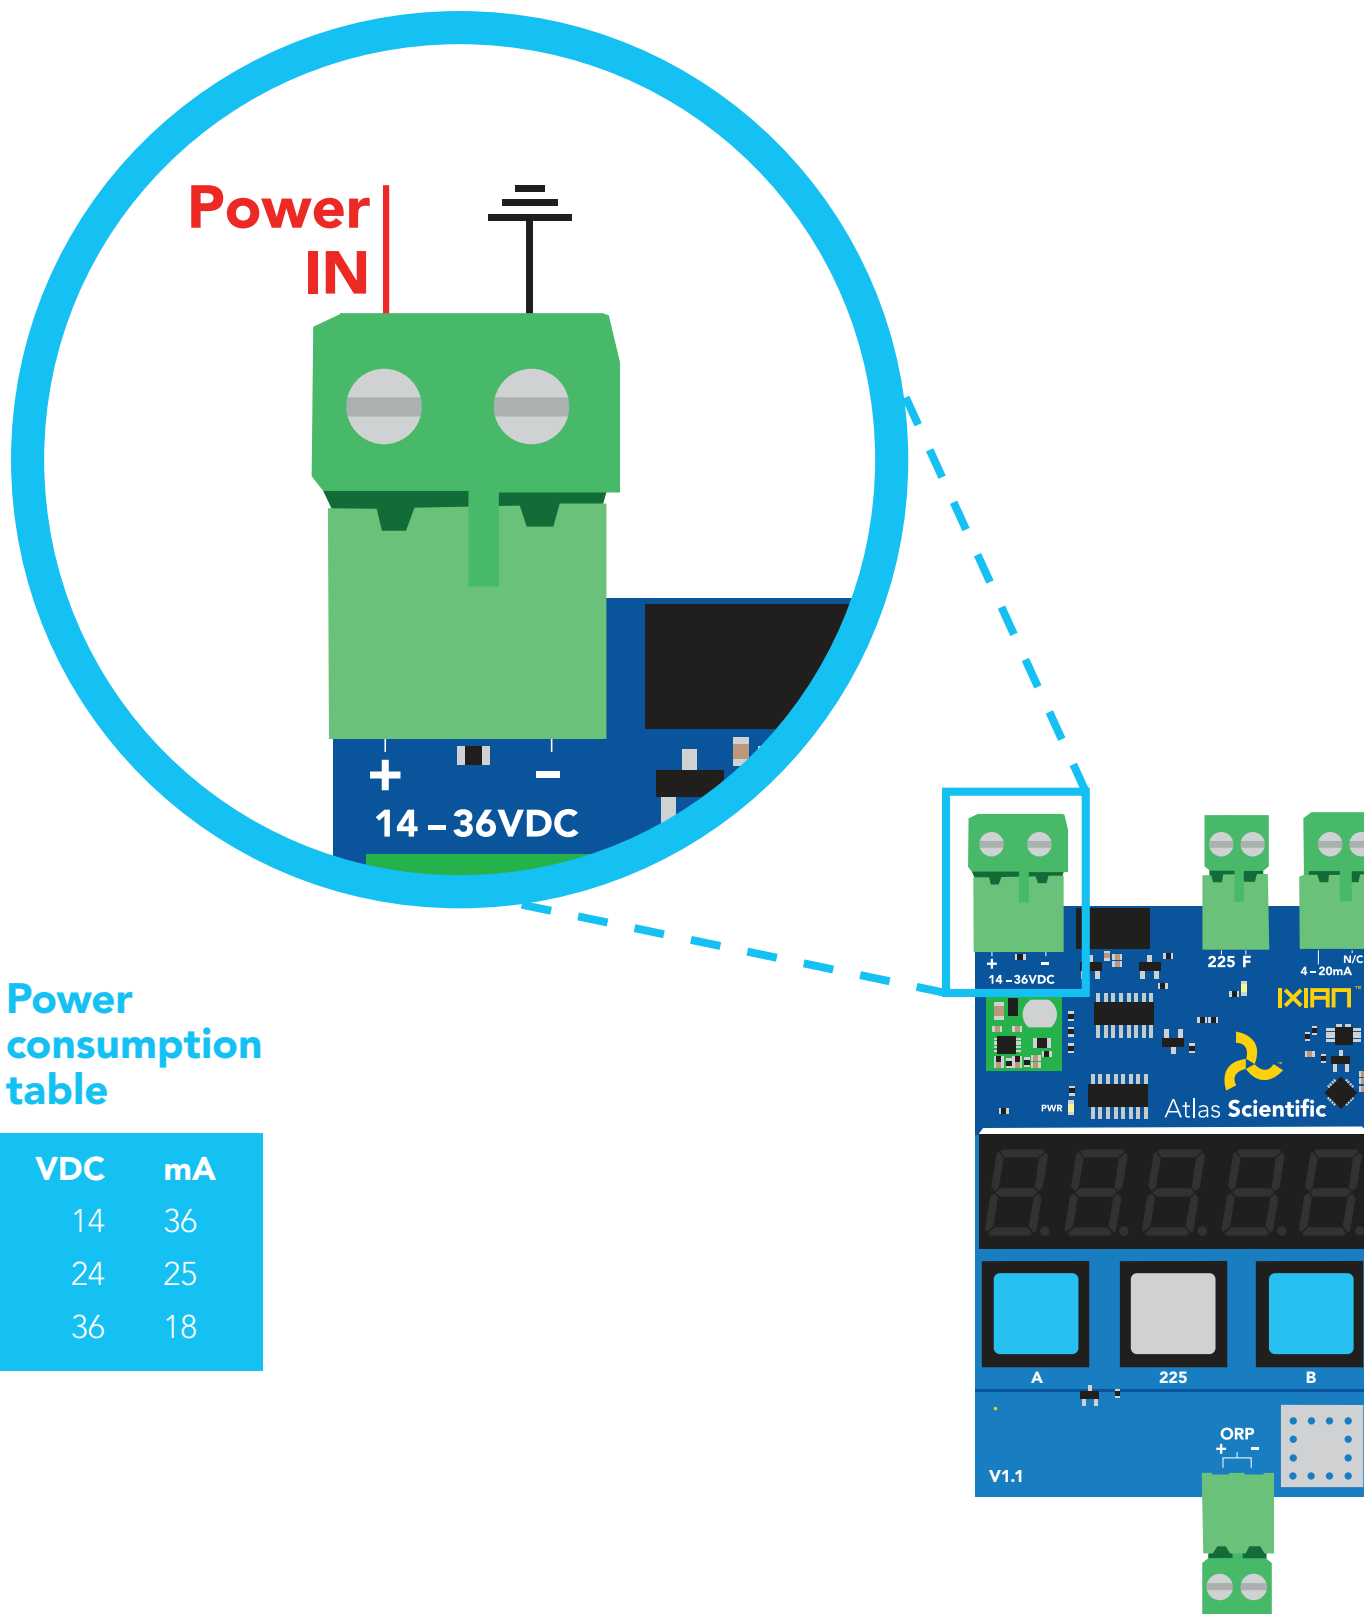 Power
IN
+ –
14 – 36VDC
+ –
14 – 36VDC
225 F
N/C
4 – 20mA
IXIAN™
PWR
Atlas Scientific
Power
consumption
table
VDC mA
14 36
24 25
36 18
A 225 B
ORP
+ –
V1.1